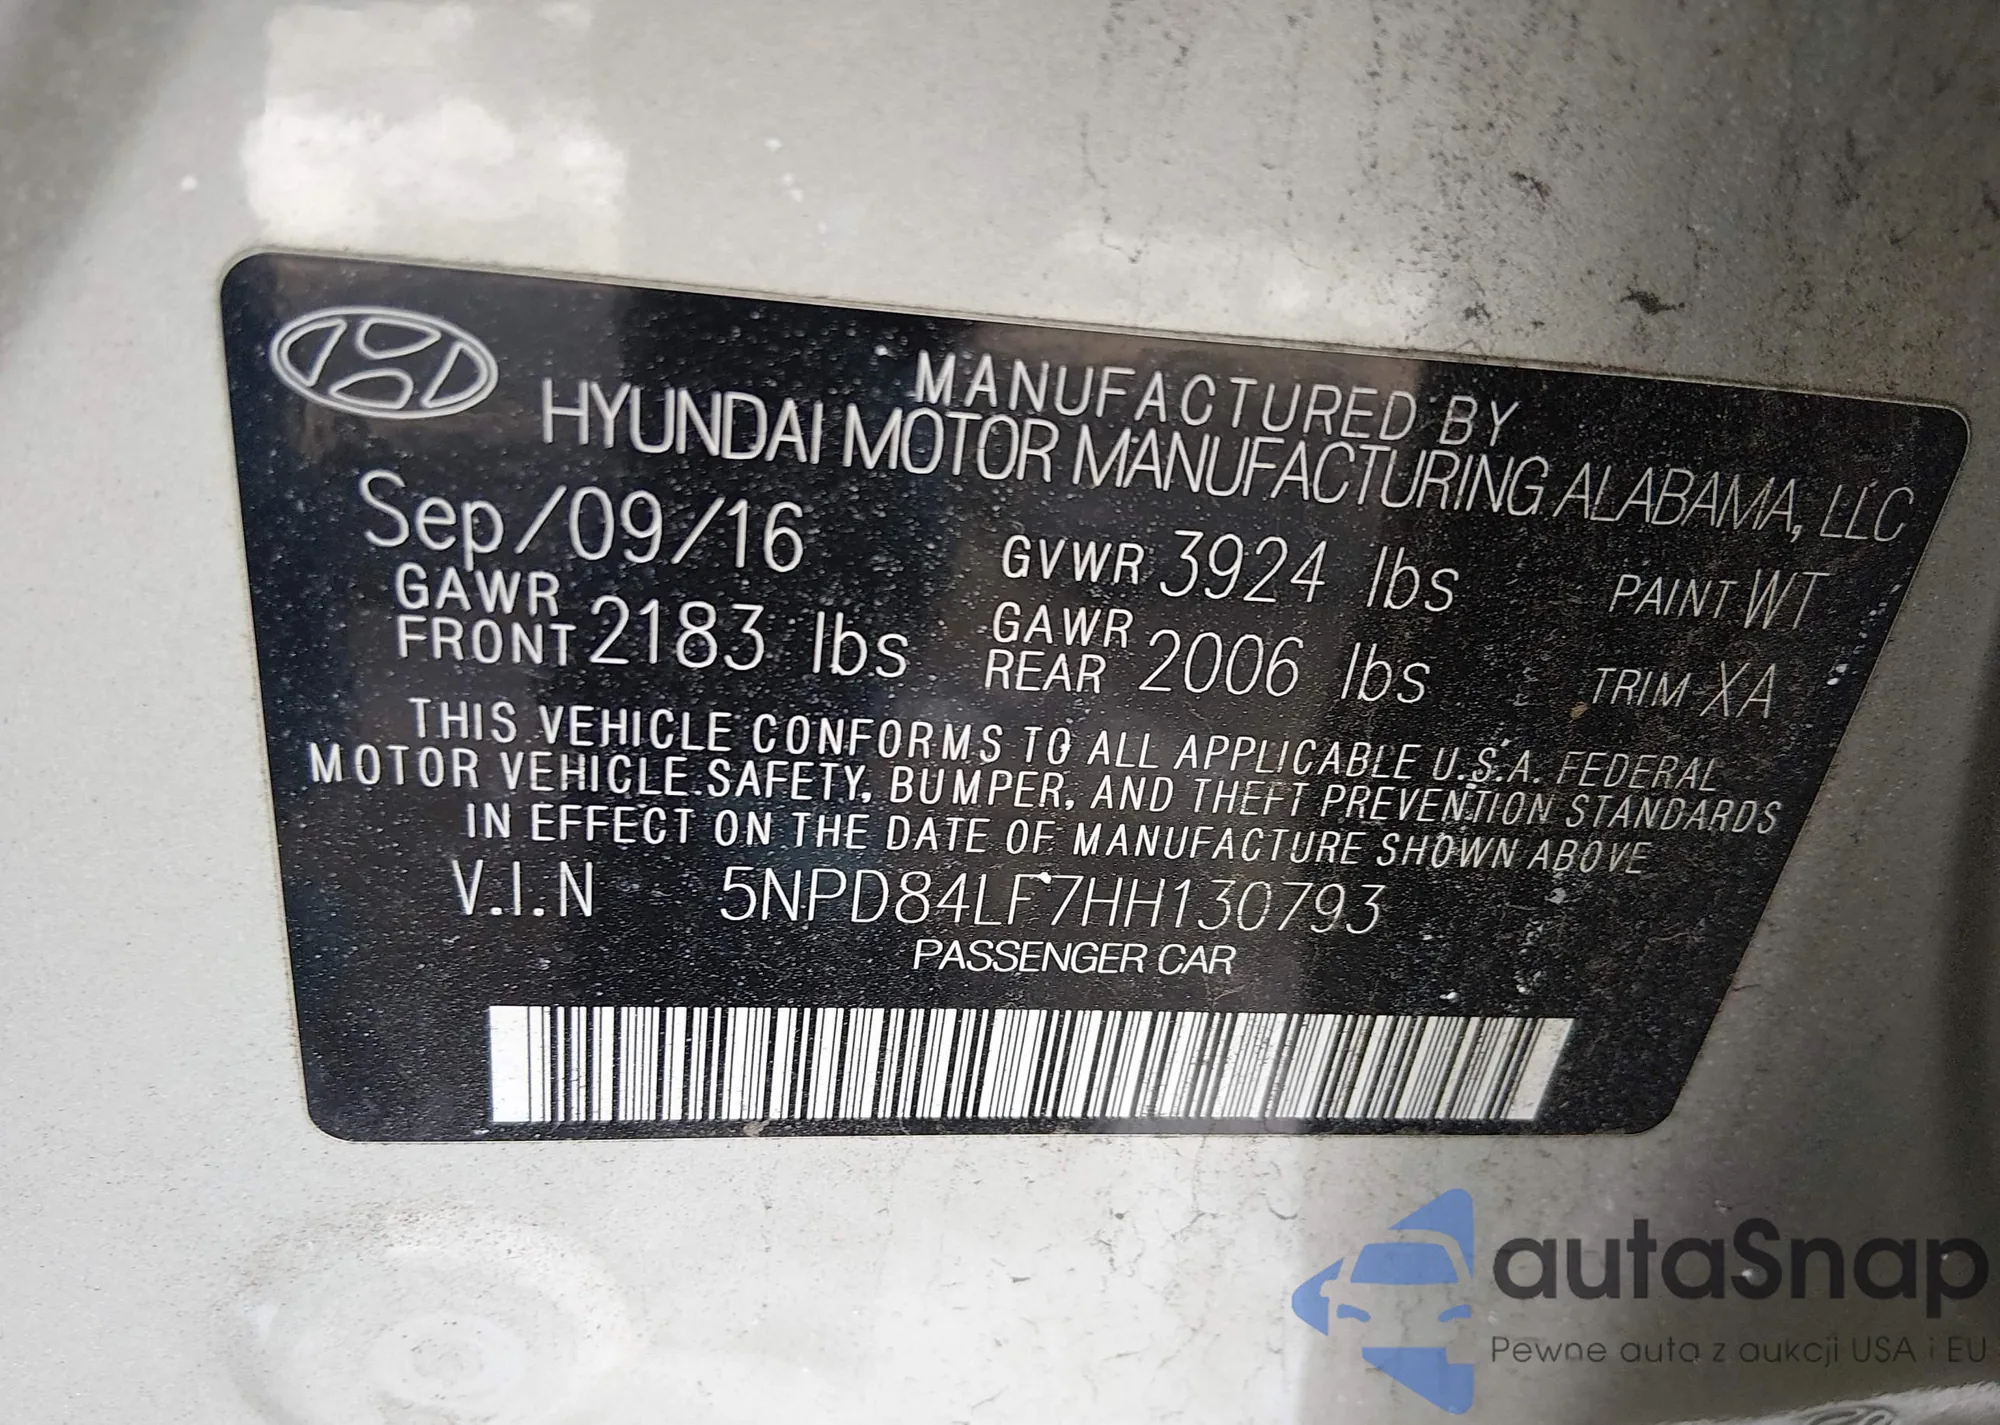 MANUFACTURED BY
HYUNDAI MOTOR MANUFACTURING ALABAMA, LLC
Sep/09/16 GVWR 3924 lbs PAINT WT
GAWR FRONT 2183 lbs GAWR REAR 2006 lbs TRIM XA
THIS VEHICLE CONFORMS TO ALL APPLICABLE U.S.A. FEDERAL
MOTOR VEHICLE SAFETY, BUMPER, AND THEFT PREVENTION STANDARDS
IN EFFECT ON THE DATE OF MANUFACTURE SHOWN ABOVE
V.I.N 5NPD84LF7HH130793
PASSENGER CAR
autaSnap
Pewne auta z aukcji USA i EU